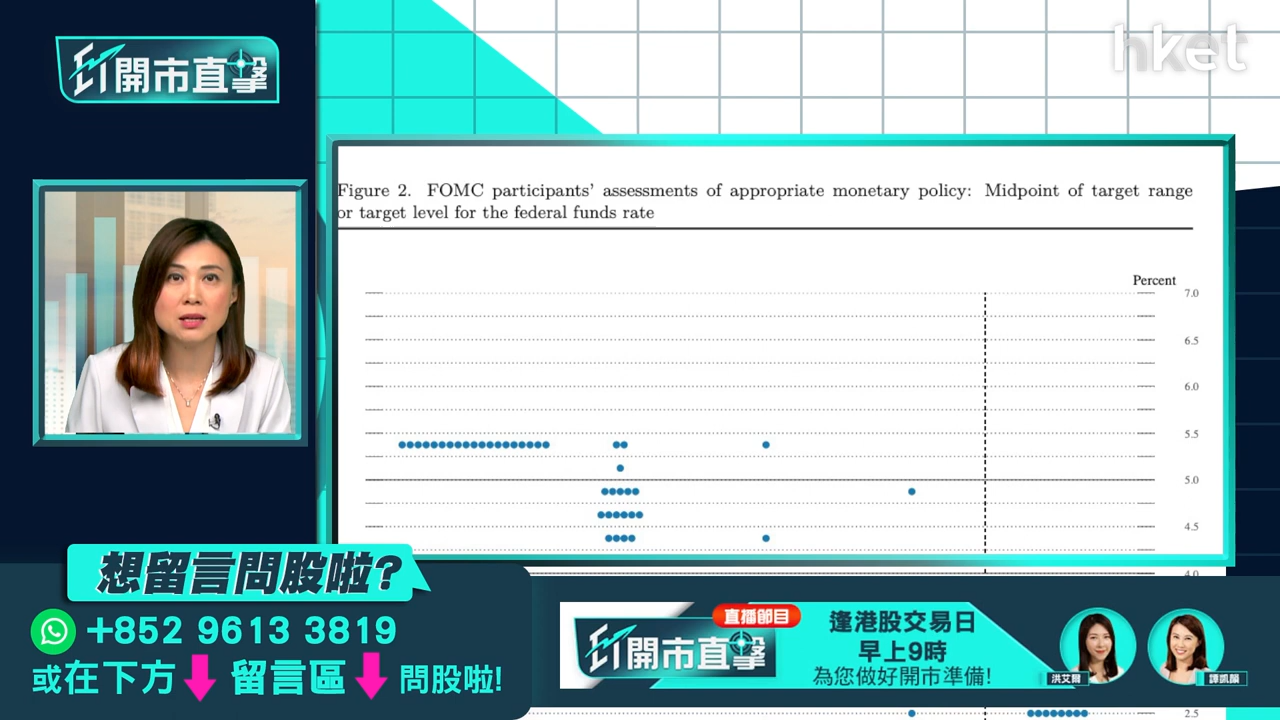 開市直擊
hket
Figure 2. FOMC participants' assessments of appropriate monetary policy: Midpoint of target range
or target level for the federal funds rate
Percent
7.0
6.5
6.0
5.5
5.0
4.5
4.0
想留言問股啦?
+852 9613 3819
或在下方 留言區 問股啦!
開市直擊
直播節目
逢港股交易日
早上9時
為您做好開市準備!
洪艾爾
譚凱韻
2.5